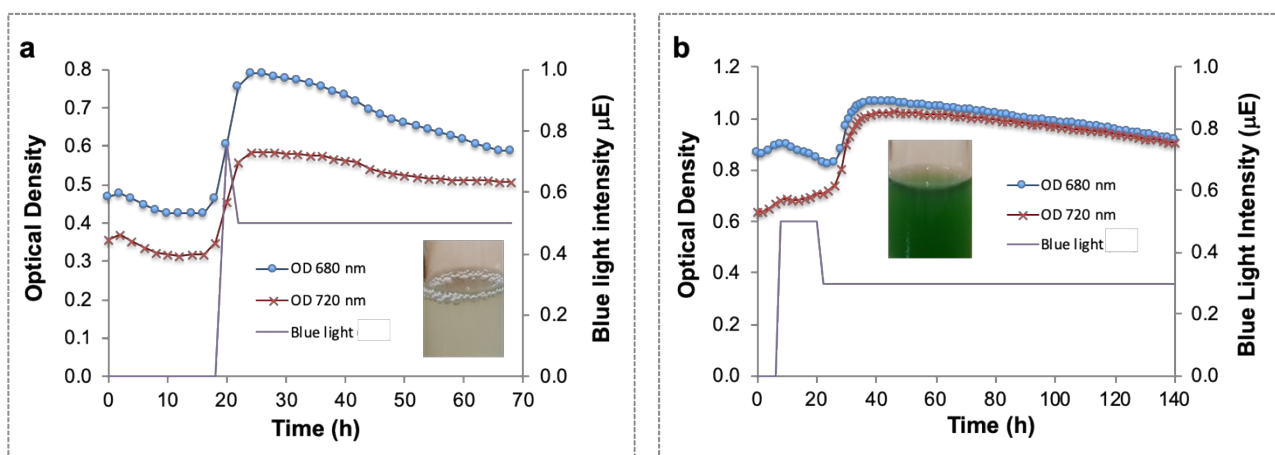 a
0.8
0.7
0.6
0.5
0.4
0.3
0.2
0.1
0.0
Optical Density
1.0
0.8
0.6
0.4
0.2
0.0
Blue light intensity µE
OD 680 nm
OD 720 nm
Blue light
0 10 20 30 40 50 60 70
Time (h)
b
1.2
1.0
0.8
0.6
0.4
0.2
0.0
Optical Density
1.0
0.8
0.6
0.4
0.2
0.0
Blue Light Intensity (µE)
OD 680 nm
OD 720 nm
Blue light
0 20 40 60 80 100 120 140
Time (h)